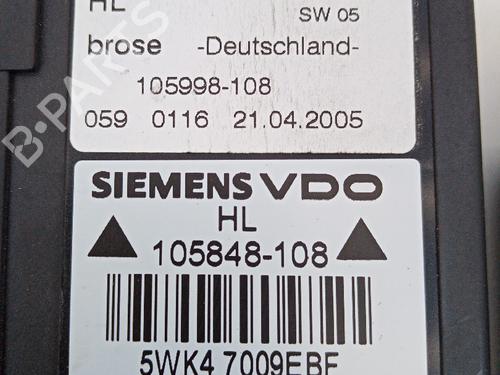 HL
SW 05
brose -Deutschland-
105998-108
059 0116 21.04.2005
SIEMENS VDO
HL
105848-108
5WK4 7009EBF
B-PARTS